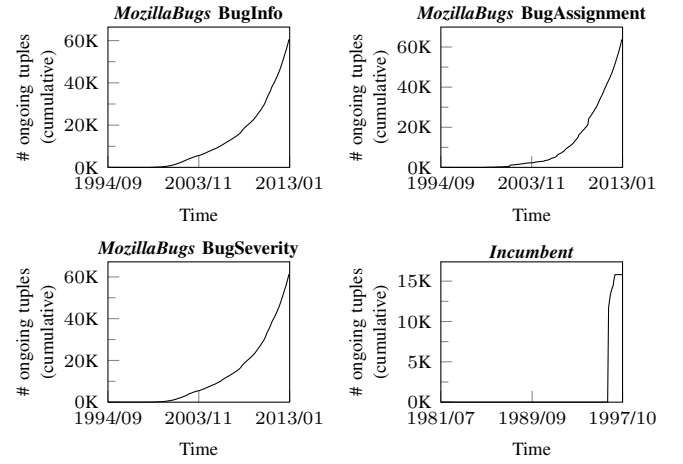 MozillaBugs BugInfo
# ongoing tuples
(cumulative)
60K
40K
20K
0K
1994/09
2003/11
2013/01
Time
MozillaBugs BugAssignment
# ongoing tuples
(cumulative)
60K
40K
20K
0K
1994/09
2003/11
2013/01
Time
MozillaBugs BugSeverity
# ongoing tuples
(cumulative)
60K
40K
20K
0K
1994/09
2003/11
2013/01
Time
Incumbent
# ongoing tuples
(cumulative)
15K
10K
5K
0K
1981/07
1989/09
1997/10
Time